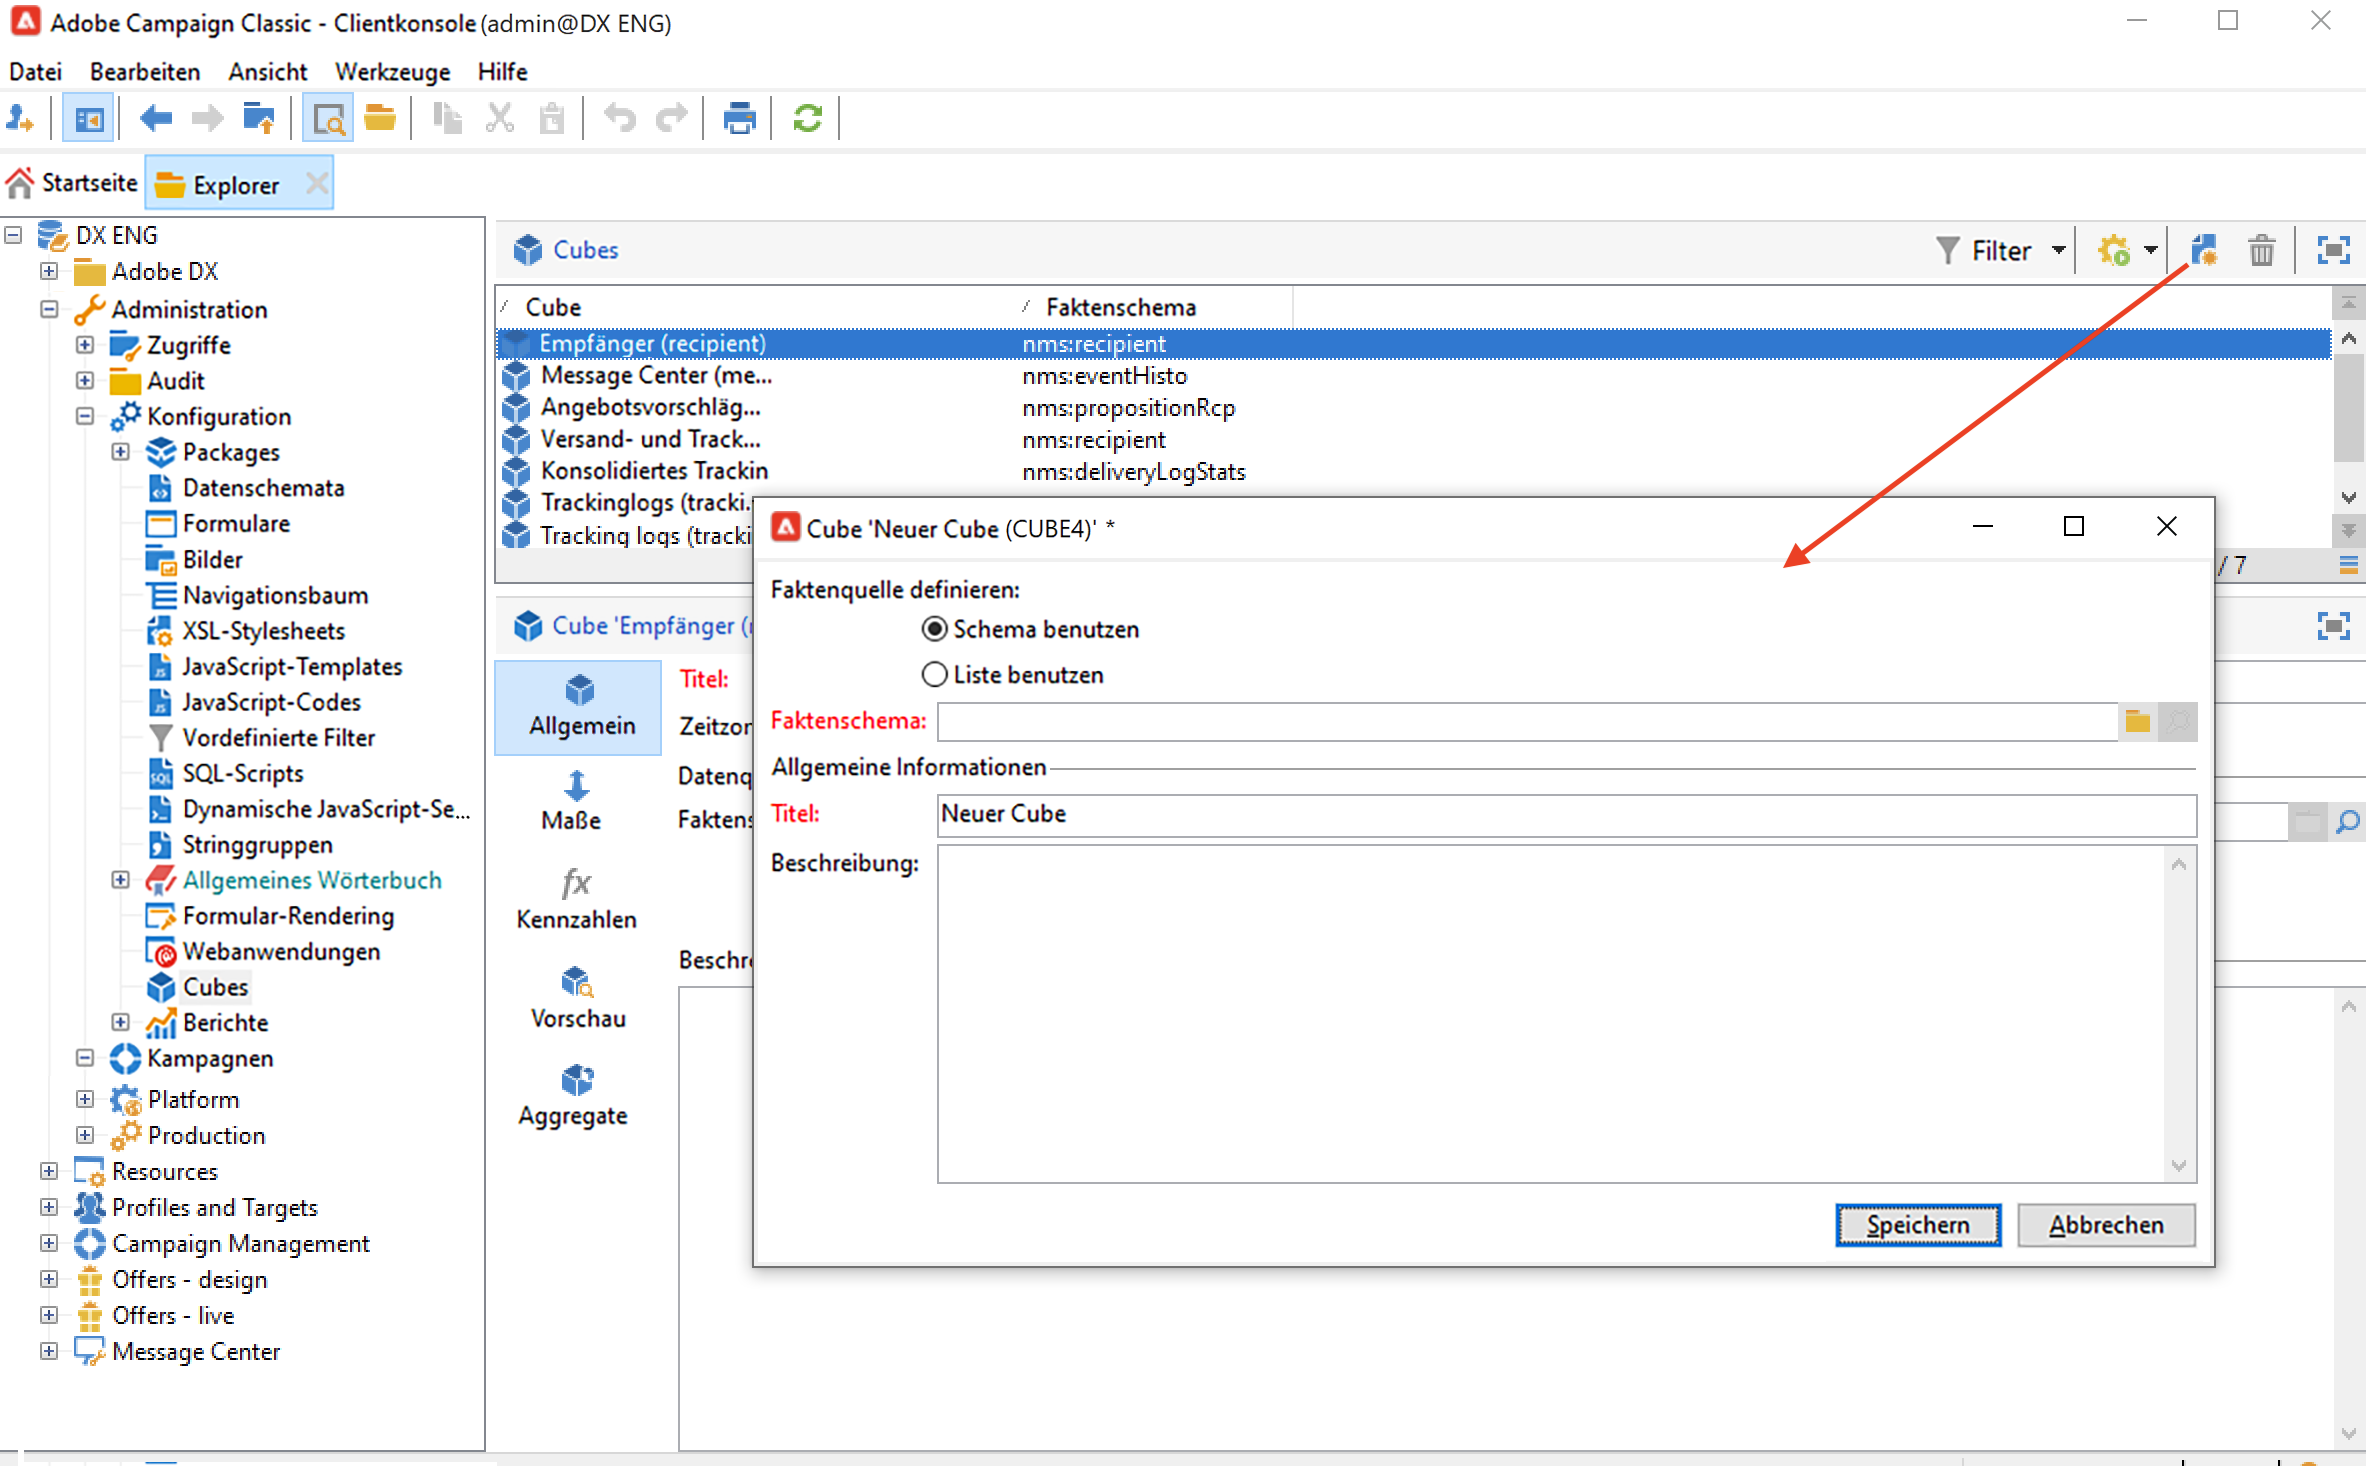 Adobe Campaign Classic - Clientkonsole (admin@DX ENG)
Datei Bearbeiten Ansicht Werkzeuge Hilfe
Startseite Explorer
DX ENG
Adobe DX
Administration
Zugriffe
Audit
Konfiguration
Packages
Datenschemata
Formulare
Bilder
Navigationsbaum
XSL-Stylesheets
JavaScript-Templates
JavaScript-Codes
Vordefinierte Filter
SQL-Scripts
Dynamische JavaScript-Se...
Stringgruppen
Allgemeines Wörterbuch
Formular-Rendering
Webanwendungen
Cubes
Berichte
Kampagnen
Platform
Production
Resources
Profiles and Targets
Campaign Management
Offers - design
Offers - live
Message Center
Cubes Filter
Cube Faktenschema
Empfänger (recipient) nms:recipient
Message Center (me... nms:eventHisto
Angebotsvorschläg... nms:propositionRcp
Versand- und Track... nms:recipient
Konsolidiertes Trackin nms:deliveryLogStats
Trackinglogs (tracki.
Tracking logs (tracki
/ 7
Cube 'Empfänger (
Allgemein
Maße
fx
Kennzahlen
Vorschau
Aggregate
Titel:
Zeitzon
Datenq
Faktens
Beschre
Cube 'Neuer Cube (CUBE4)' *
Faktenquelle definieren:
Schema benutzen
Liste benutzen
Faktenschema:
Allgemeine Informationen
Titel: Neuer Cube
Beschreibung:
Speichern Abbrechen